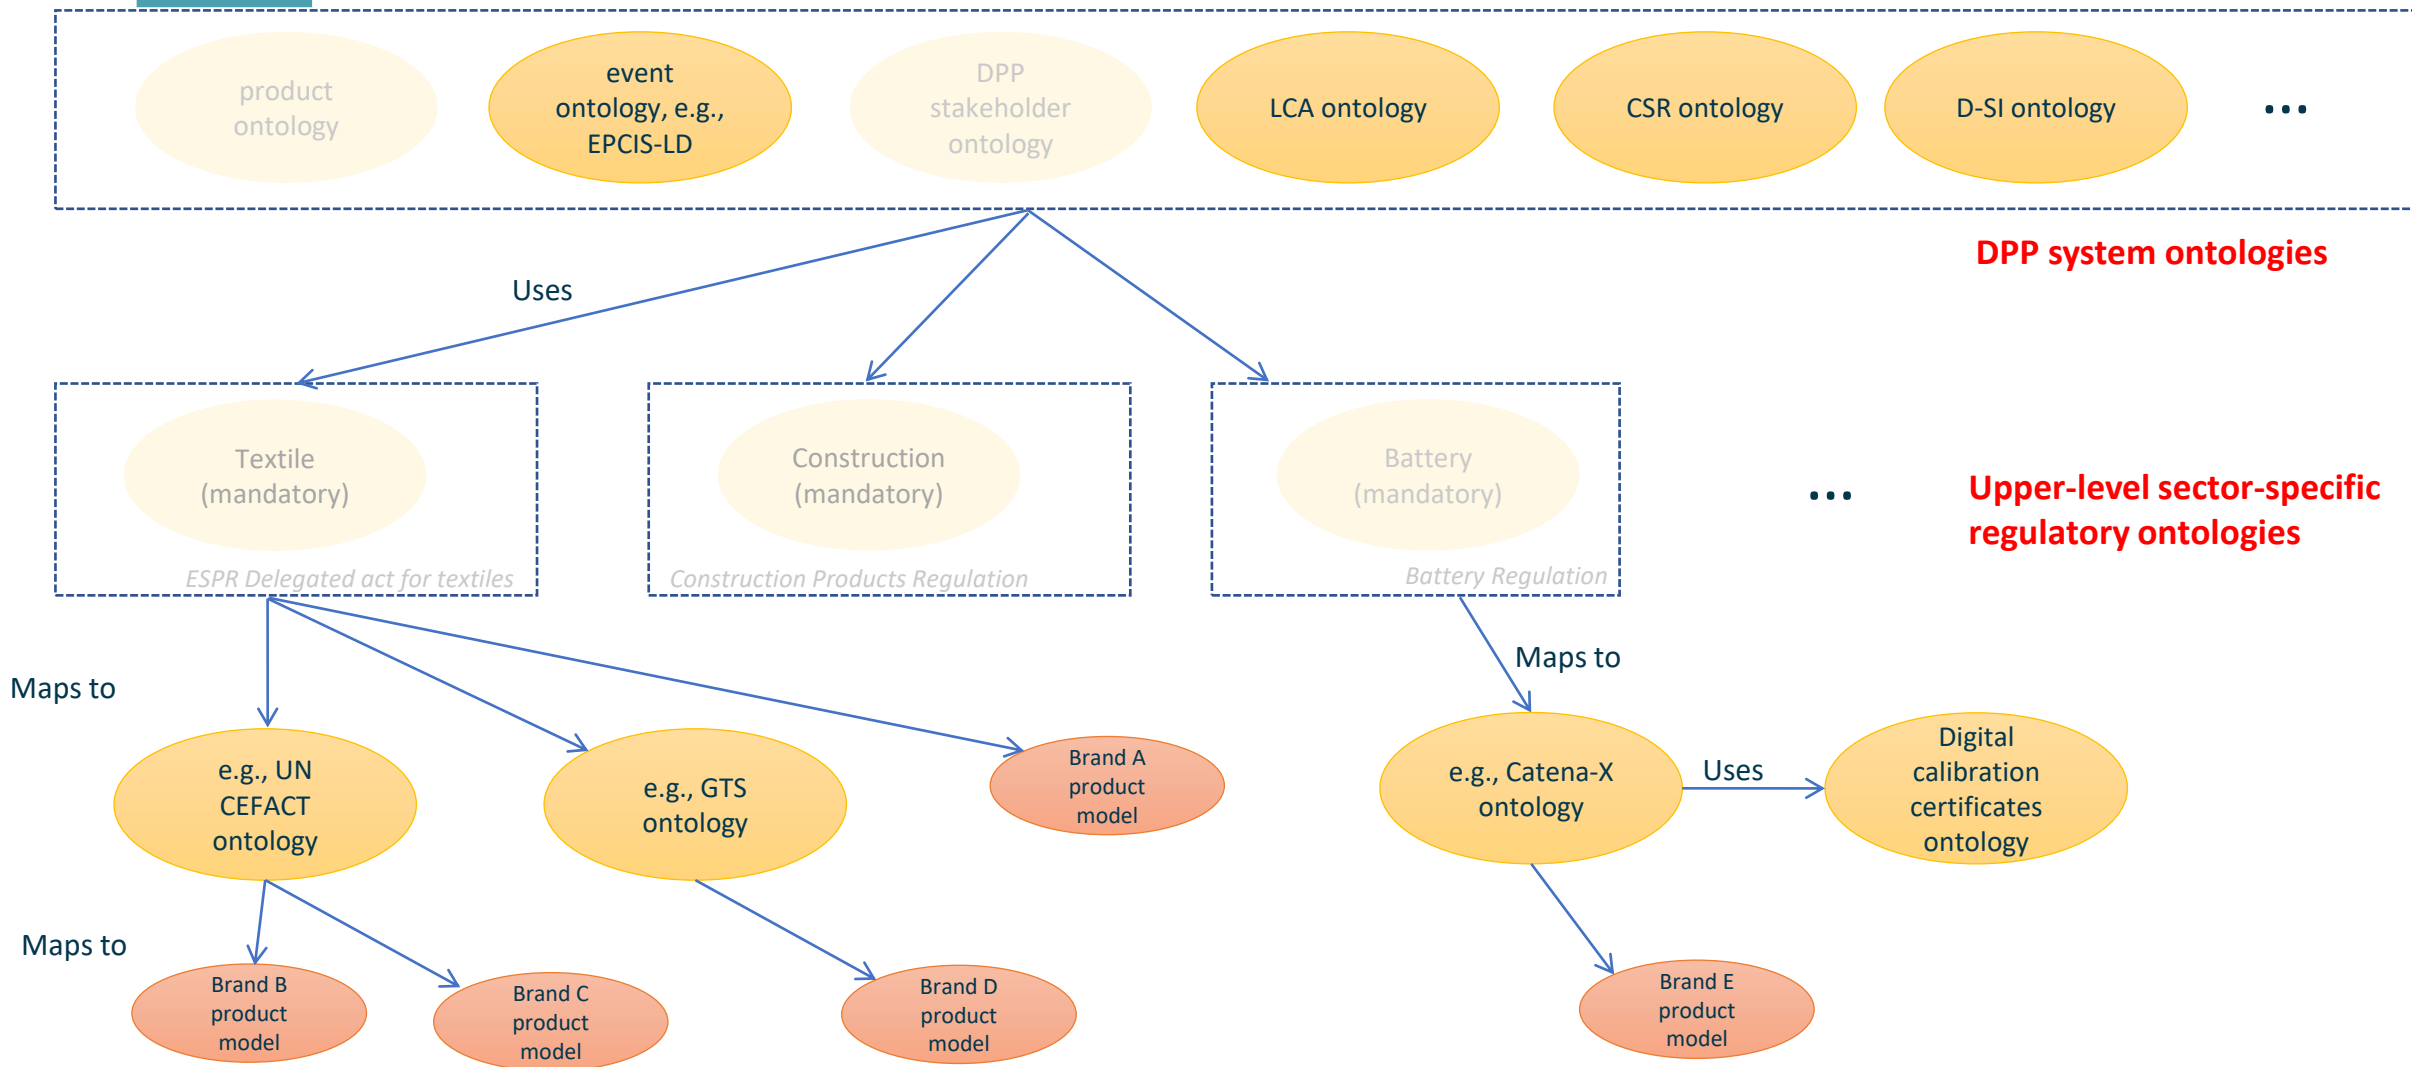 product
ontology
event
ontology, e.g.,
EPCIS-LD
DPP
stakeholder
ontology
LCA ontology
CSR ontology
D-SI ontology
...
DPP system ontologies
Uses
Textile
(mandatory)
ESPR Delegated act for textiles
Construction
(mandatory)
Construction Products Regulation
Battery
(mandatory)
Battery Regulation
...
Upper-level sector-specific
regulatory ontologies
Maps to
Maps to
e.g., UN
CEFACT
ontology
e.g., GTS
ontology
Brand A
product
model
e.g., Catena-X
ontology
Uses
Digital
calibration
certificates
ontology
Maps to
Brand B
product
model
Brand C
product
model
Brand D
product
model
Brand E
product
model